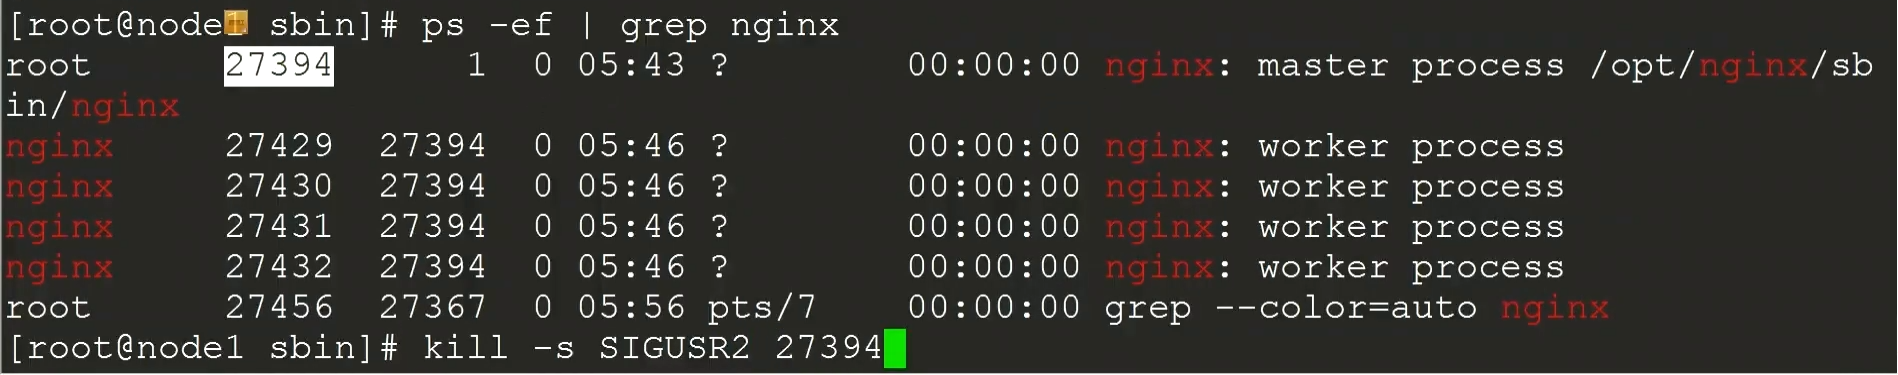 [root@node1 sbin]# ps -ef | grep nginx
root      27394      1  0 05:43 ?        00:00:00 nginx: master process /opt/nginx/sb
in/nginx
nginx     27429  27394  0 05:46 ?        00:00:00 nginx: worker process
nginx     27430  27394  0 05:46 ?        00:00:00 nginx: worker process
nginx     27431  27394  0 05:46 ?        00:00:00 nginx: worker process
nginx     27432  27394  0 05:46 ?        00:00:00 nginx: worker process
root      27456  27367  0 05:56 pts/7    00:00:00 grep --color=auto nginx
[root@node1 sbin]# kill -s SIGUSR2 27394